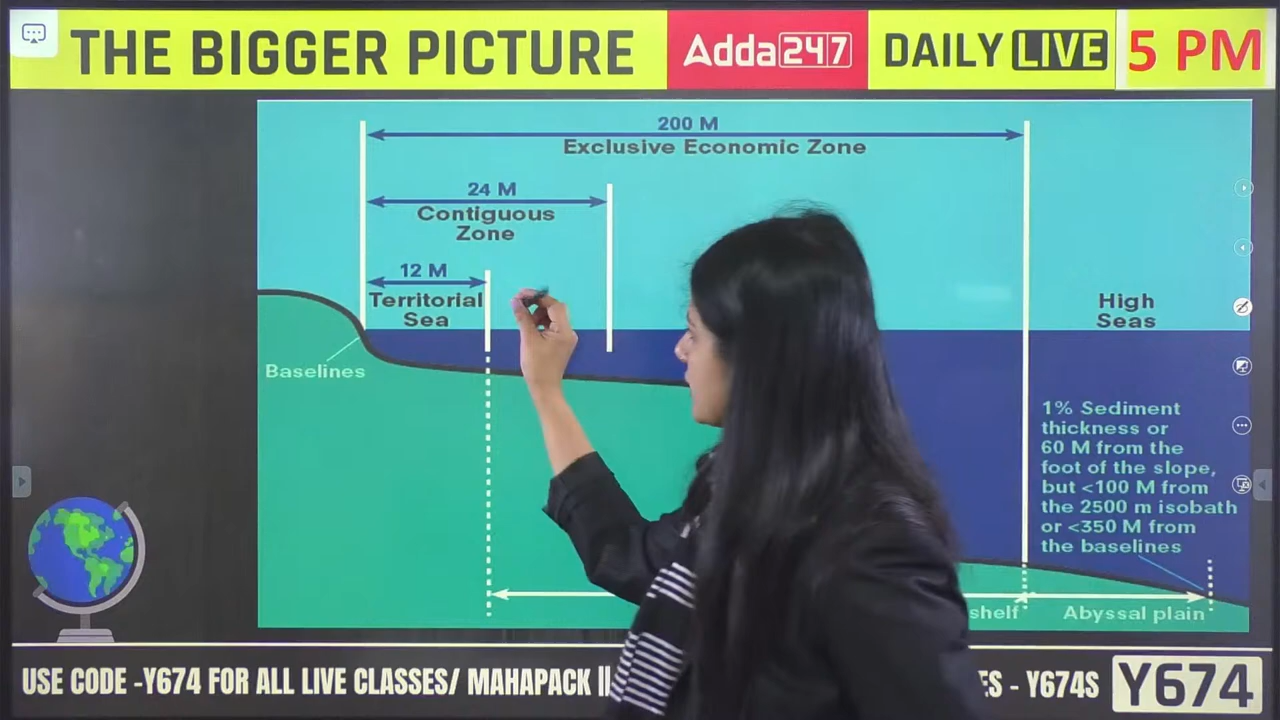 THE BIGGER PICTURE
Adda247
DAILY LIVE
5 PM
200 M
Exclusive Economic Zone
24 M
Contiguous
Zone
12 M
Territorial
Sea
High
Seas
Baselines
1% Sediment
thickness or
60 M from the
foot of the slope,
but <100 M from
the 2500 m isobath
or <350 M from
the baselines
shelf
Abyssal plain
USE CODE -Y674 FOR ALL LIVE CLASSES/ MAHAPACK ||
ES - Y674S
Y674